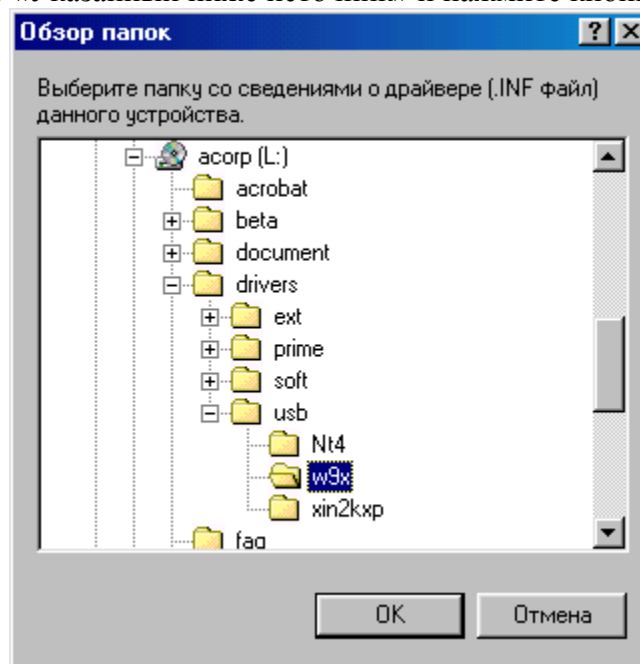 Обзор папок
Выберите папку со сведениями о драйвере (.INF файл)
данного устройства.
acorp (L:)
acrobat
beta
document
drivers
ext
prime
soft
usb
Nt4
w9x
xin2kxp
faq
OK
Отмена